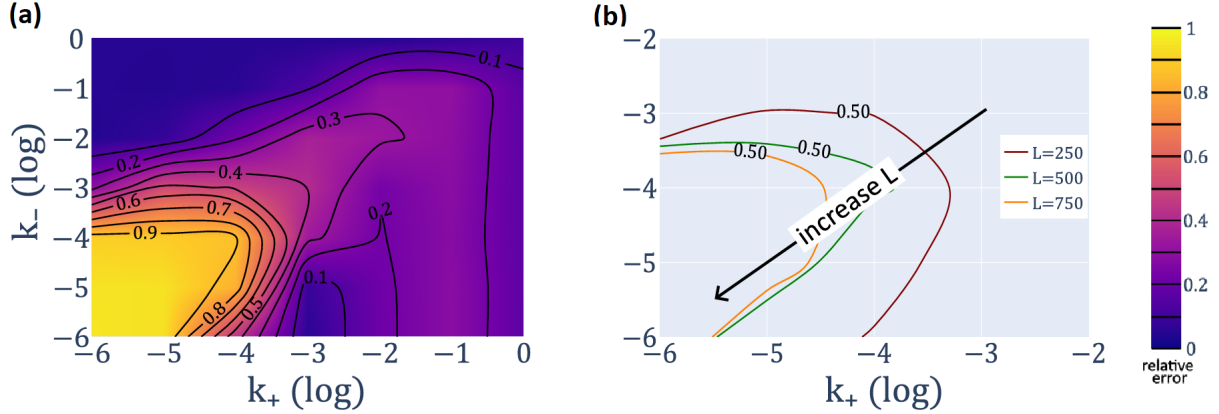 (a)
0
−1
−2
−3
−4
−5
−6
k₋ (log)
0.1
0.3
0.2
0.4
0.6
0.7
0.2
0.9
0.1
0.8
0.5
−6 −5 −4 −3 −2 −1 0
k₊ (log)
(b)
−2
−3
−4
−5
−6
0.50
0.50
0.50
increase L
L=250
L=500
L=750
−6 −5 −4 −3 −2
k₊ (log)
1
0.8
0.6
0.4
0.2
0
relative
error